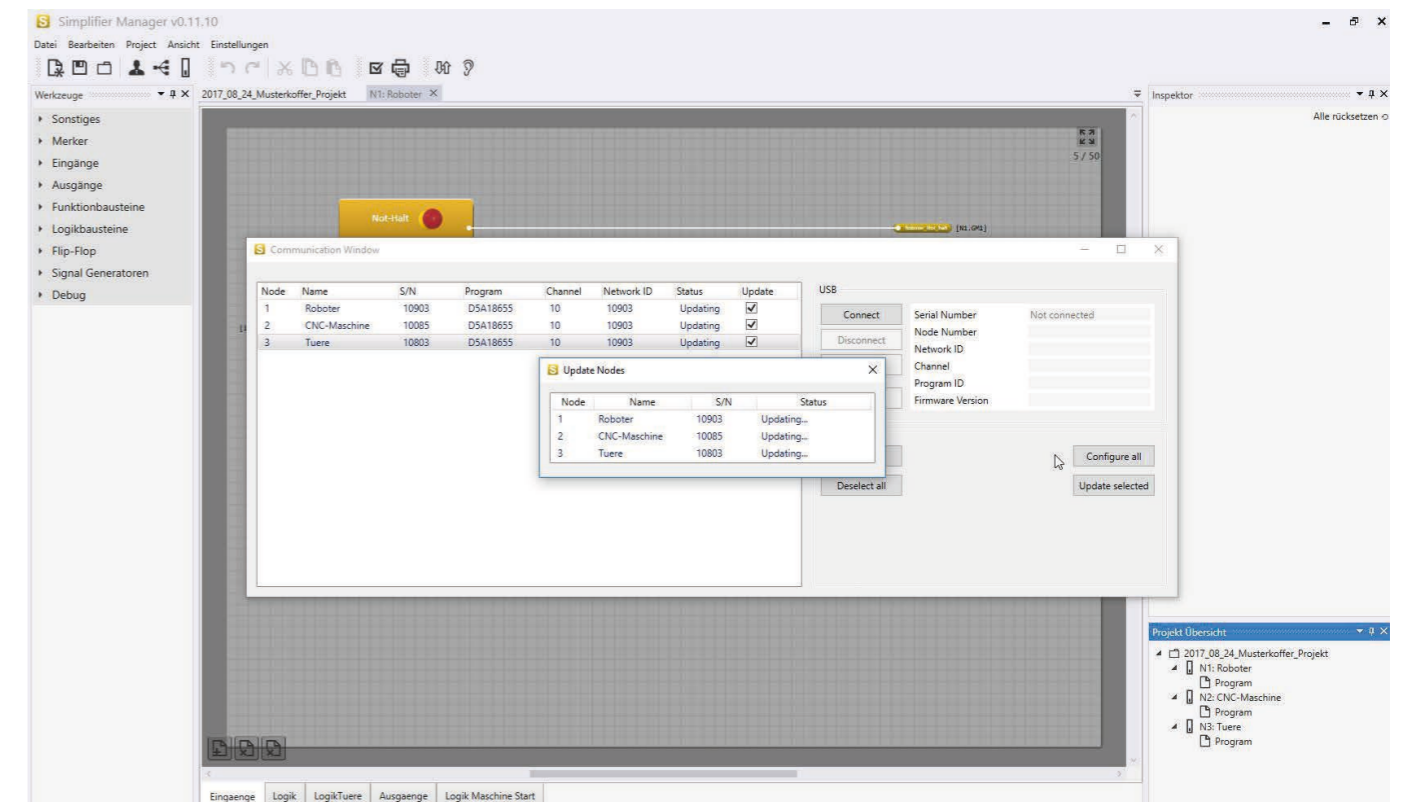 Simplifier Manager v0.11.10
Datei Bearbeiten Project Ansicht Einstellungen
Werkzeuge
2017_08_24_Musterkoffer_Projekt N1: Roboter
Inspektor
Alle rücksetzen
Sonstiges
Merker
Eingänge
Ausgänge
Funktionbausteine
Logikbausteine
Flip-Flop
Signal Generatoren
Debug
5 / 50
Not-Halt
[N1.GM1]
Communication Window
Node Name S/N Program Channel Network ID Status Update
1 Roboter 10903 D5A18655 10 10903 Updating
2 CNC-Maschine 10085 D5A18655 10 10903 Updating
3 Tuere 10803 D5A18655 10 10903 Updating
USB
Connect
Disconnect
Serial Number Not connected
Node Number
Network ID
Channel
Program ID
Firmware Version
Configure all
Deselect all
Update selected
Update Nodes
Node Name S/N Status
1 Roboter 10903 Updating...
2 CNC-Maschine 10085 Updating...
3 Tuere 10803 Updating...
Projekt Übersicht
2017_08_24_Musterkoffer_Projekt
N1: Roboter
Program
N2: CNC-Maschine
Program
N3: Tuere
Program
Eingaenge Logik LogikTuere Ausgaenge Logik Maschine Start